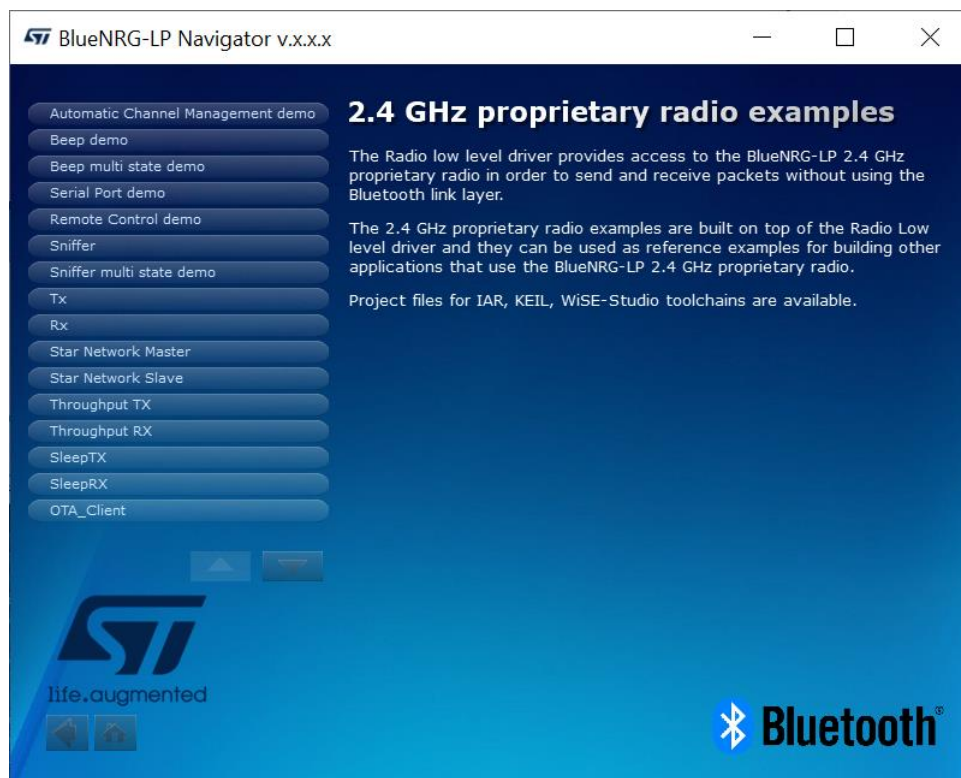 BlueNRG-LP Navigator v.x.x.x
Automatic Channel Management demo
Beep demo
Beep multi state demo
Serial Port demo
Remote Control demo
Sniffer
Sniffer multi state demo
Tx
Rx
Star Network Master
Star Network Slave
Throughput TX
Throughput RX
SleepTX
SleepRX
OTA_Client
2.4 GHz proprietary radio examples
The Radio low level driver provides access to the BlueNRG-LP 2.4 GHz
proprietary radio in order to send and receive packets without using the
Bluetooth link layer.
The 2.4 GHz proprietary radio examples are built on top of the Radio Low
level driver and they can be used as reference examples for building other
applications that use the BlueNRG-LP 2.4 GHz proprietary radio.
Project files for IAR, KEIL, WiSE-Studio toolchains are available.
ST
life.augmented
Bluetooth®